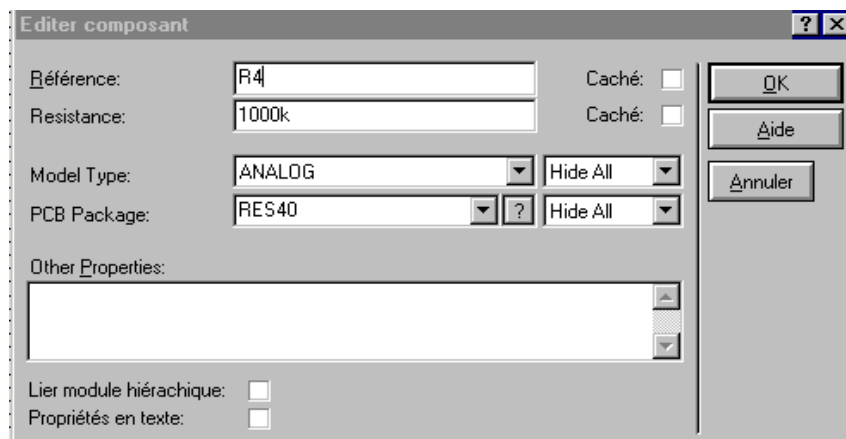 Editer composant ? ×
Référence: R4 Caché: OK
Resistance: 1000k Caché: Aide
Model Type: ANALOG Hide All Annuler
PCB Package: RES40 ? Hide All
Other Properties:
Lier module hiérachique:
Propriétés en texte: